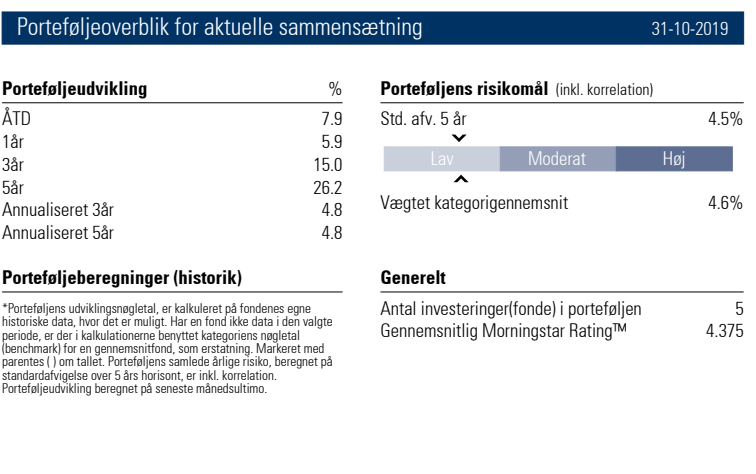 Porteføljeoverblik for aktuelle sammensætning 31-10-2019
Porteføljeudvikling %
ÅTD 7.9
1år 5.9
3år 15.0
5år 26.2
Annualiseret 3år 4.8
Annualiseret 5år 4.8
Porteføljens risikomål (inkl. korrelation)
Std. afv. 5 år 4.5%
Lav Moderat Høj
Vægtet kategorigennemsnit 4.6%
Porteføljeberegninger (historik)
*Porteføljens udviklingsnøgletal, er kalkuleret på fondenes egne
historiske data, hvor det er muligt. Har en fond ikke data i den valgte
periode, er der i kalkulationerne benyttet kategoriens nøgletal
(benchmark) for en gennemsnitfond, som erstatning. Markeret med
parentes ( ) om tallet. Porteføljens samlede årlige risiko, beregnet på
standardafvigelse over 5 års horisont, er inkl. korrelation.
Porteføljeudvikling beregnet på seneste månedsultimo.
Generelt
Antal investeringer(fonde) i porteføljen 5
Gennemsnitlig Morningstar Rating™ 4.375